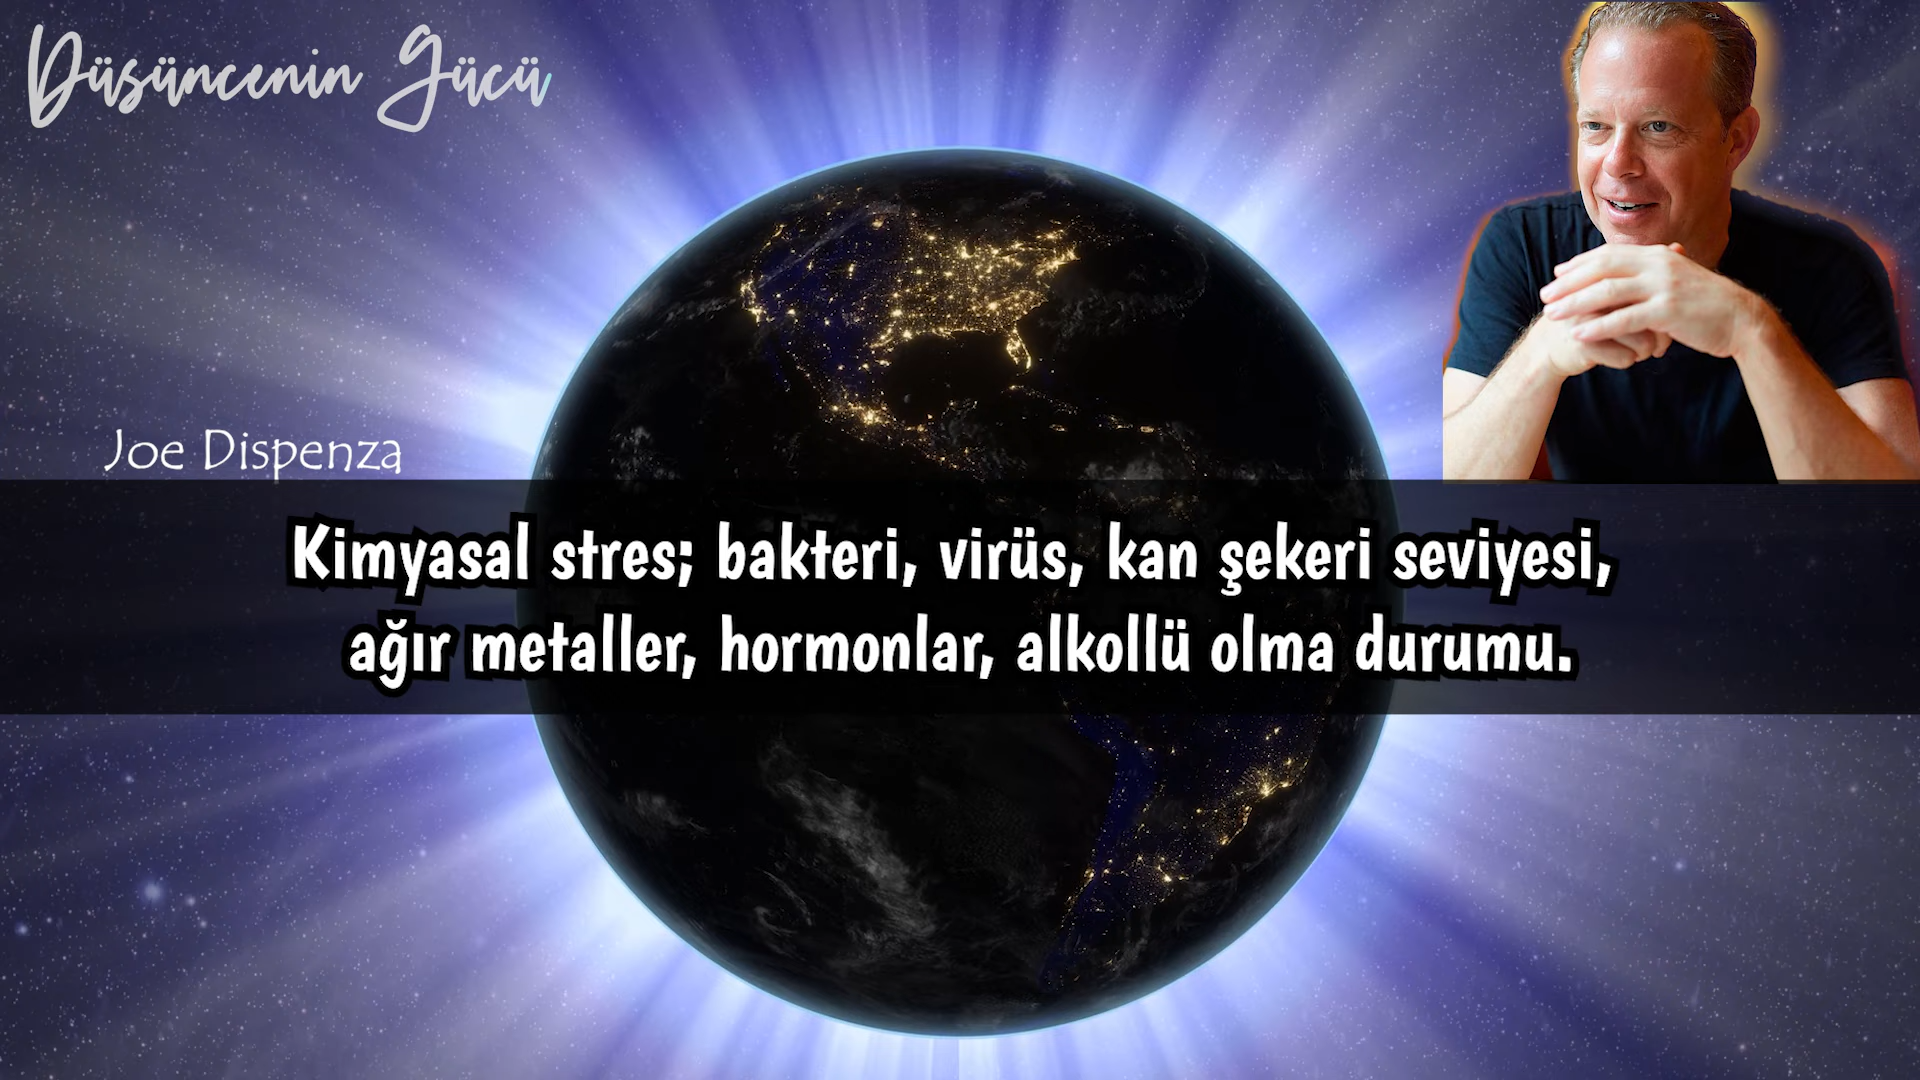 Düşüncenin Gücü
Joe Dispenza
Kimyasal stres; bakteri, virüs, kan şekeri seviyesi,
ağır metaller, hormonlar, alkollü olma durumu.